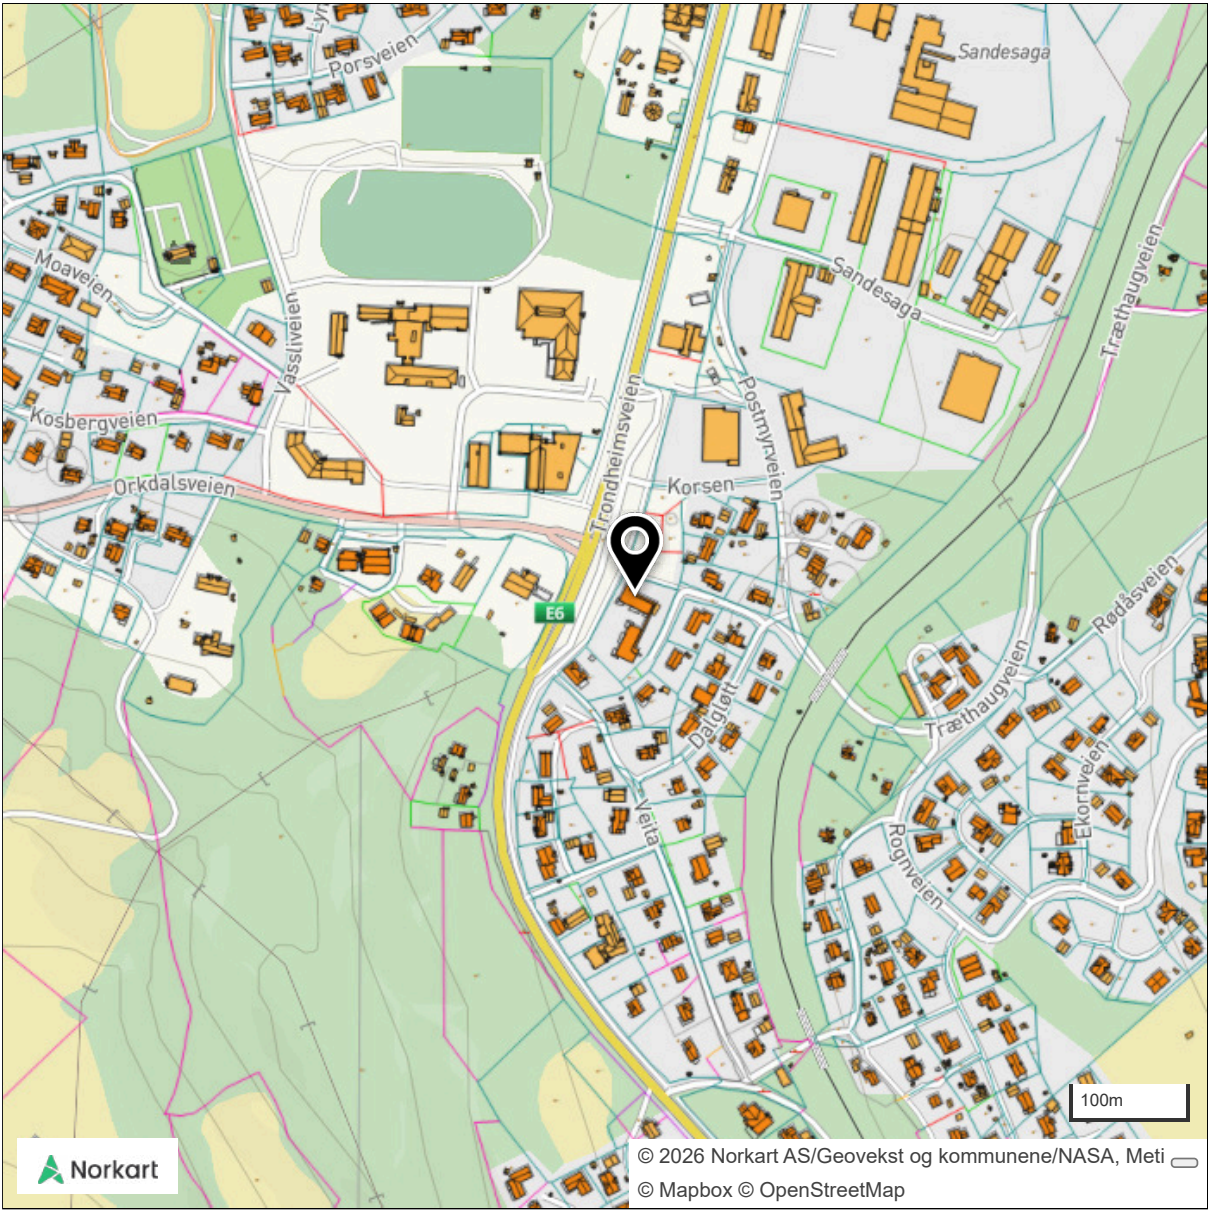 Porsveien
Sandesaga
Moaveien
Vassliveien
Sandesaga
Træthaugveien
Kosbergveien
Trondheimsveien
Postmyrveien
Orkdalsveien
Korsen
E6
Rødåsveien
Træthaugveien
Dalgløtt
Ekornveien
Veita
Rognveien
100m
Norkart
© 2026 Norkart AS/Geovekst og kommunene/NASA, Meti
© Mapbox © OpenStreetMap